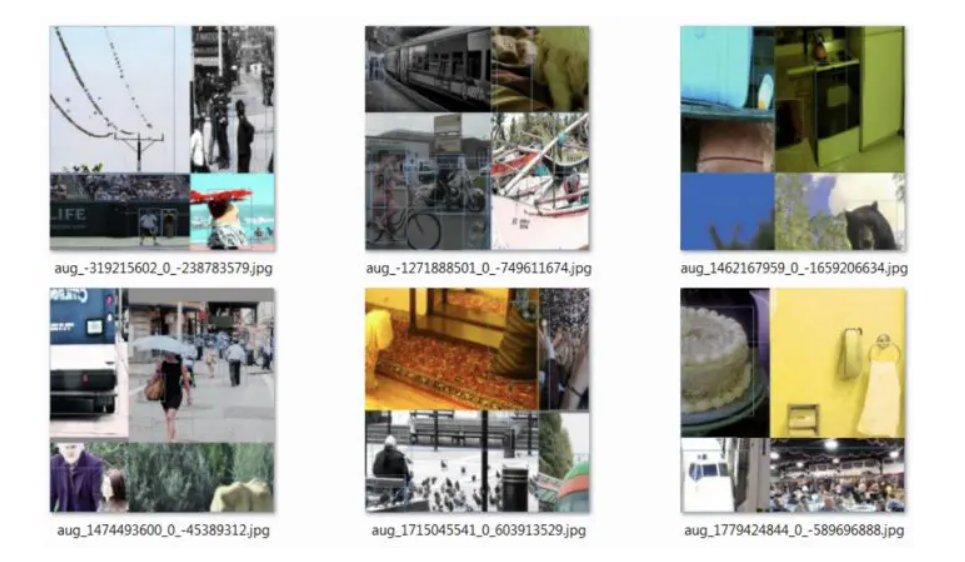 LIFE
aug_-319215602_0_-238783579.jpg
aug_-1271888501_0_-749611674.jpg
aug_1462167959_0_-1659206634.jpg
aug_1474493600_0_-45389312.jpg
aug_1715045541_0_603913529.jpg
aug_1779424844_0_-589696888.jpg